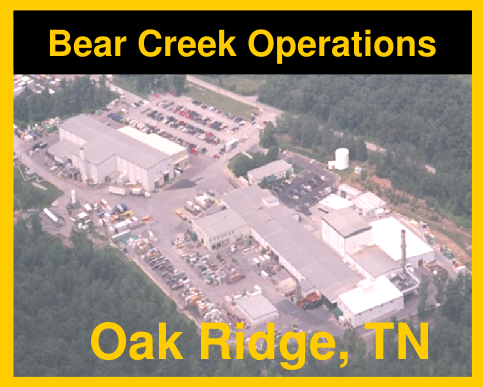 Bear Creek Operations
Oak Ridge, TN